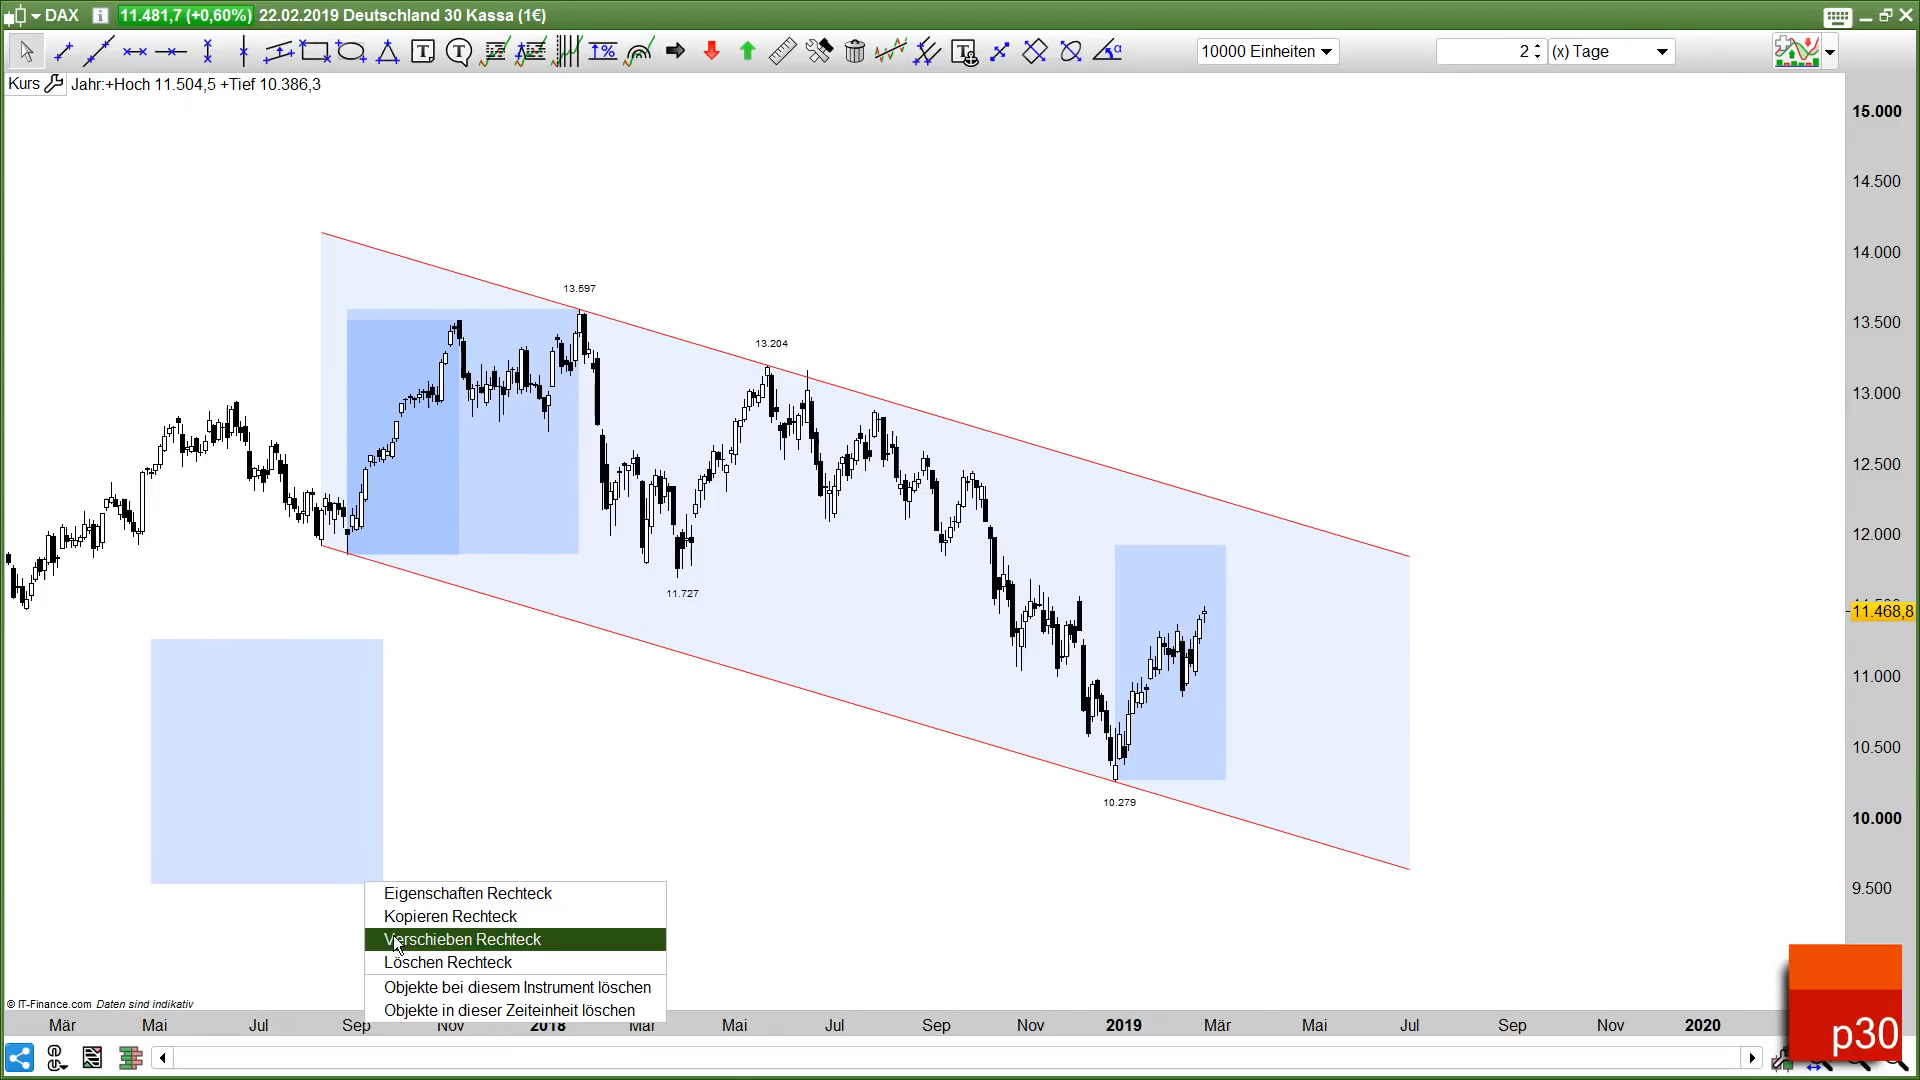 DAX 11.481,7 (+0,60%) 22.02.2019 Deutschland 30 Kassa (1€)
10000 Einheiten 2 (x) Tage
Kurs Jahr:+Hoch 11.504,5 +Tief 10.386,3
15.000
14.500
14.000
13.597
13.500
13.204
13.000
12.500
12.000
11.727
11.468,8
11.000
10.500
10.279
10.000
9.500
Eigenschaften Rechteck
Kopieren Rechteck
Verschieben Rechteck
Löschen Rechteck
Objekte bei diesem Instrument löschen
Objekte in dieser Zeiteinheit löschen
© IT-Finance.com Daten sind indikativ
Mär Mai Jul Sep Nov 2018 Mär Mai Jul Sep Nov 2019 Mär Mai Jul Sep Nov 2020
p30